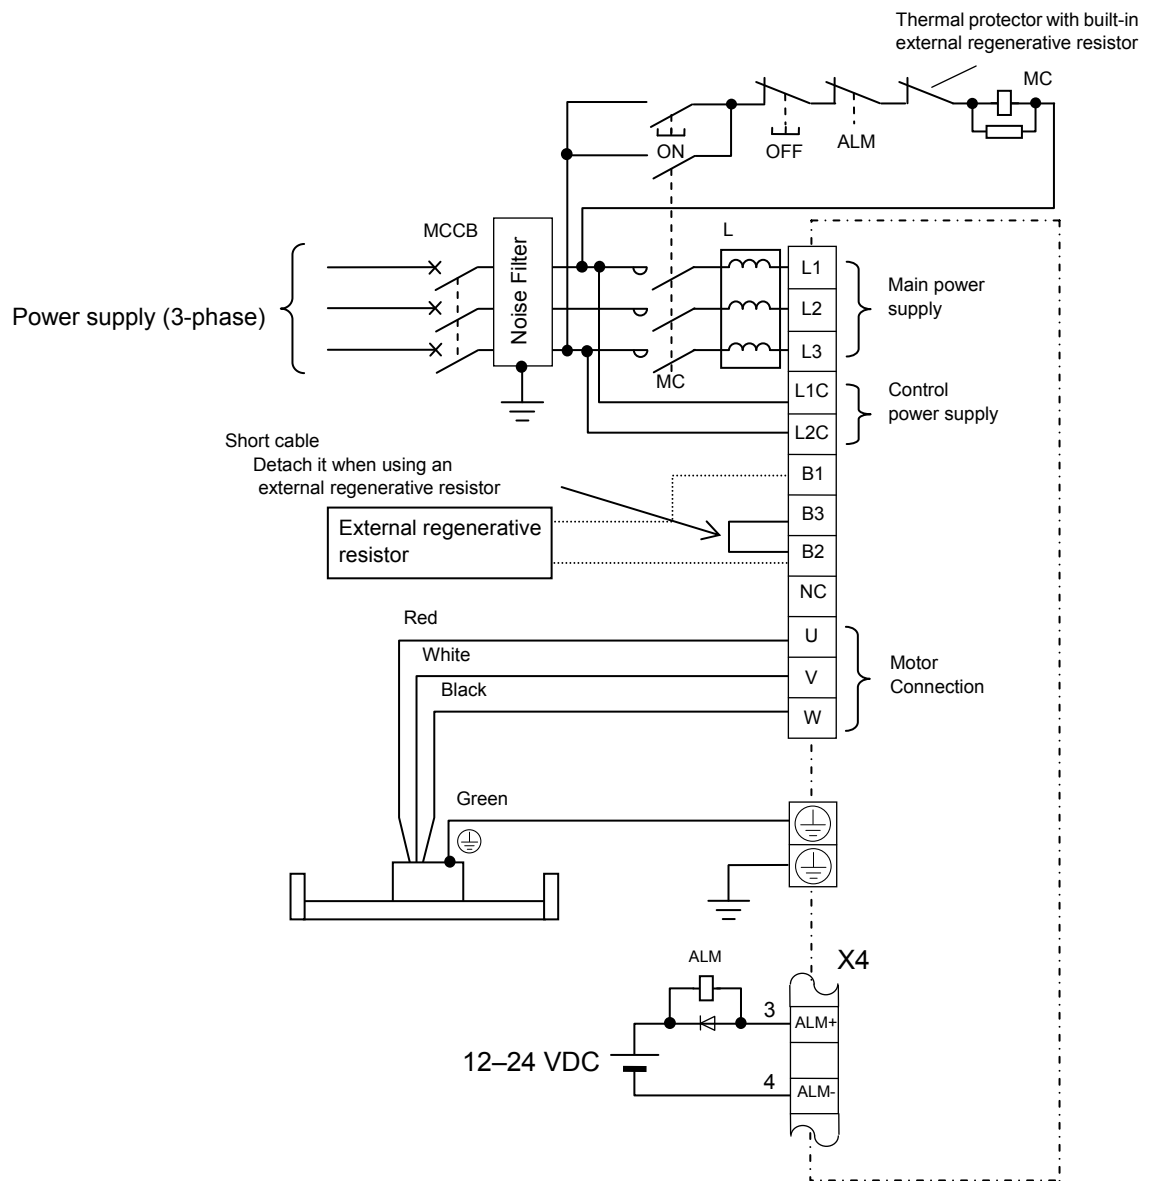 Thermal protector with built-in
external regenerative resistor
MC
ON
OFF
ALM
MCCB
L
Noise Filter
Power supply (3-phase)
L1
L2
L3
Main power
supply
MC
L1C
L2C
Control
power supply
Short cable
Detach it when using an
external regenerative resistor
B1
External regenerative
resistor
B3
B2
NC
Red
U
White
V
Motor
Connection
Black
W
Green
X4
ALM
3
ALM+
12–24 VDC
4
ALM-